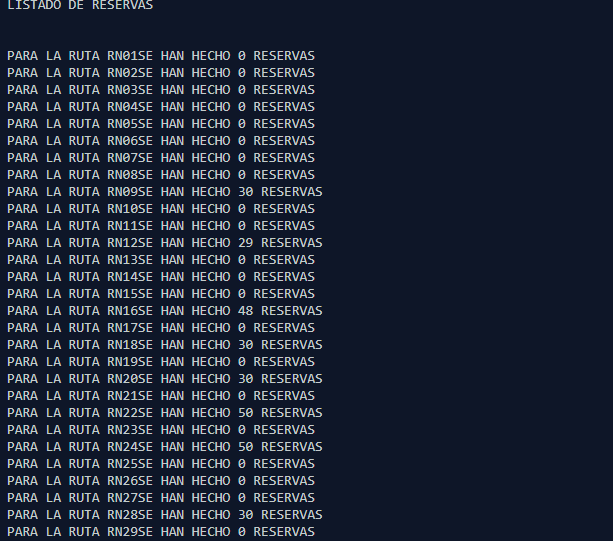 LISTADO DE RESERVAS
PARA LA RUTA RN01SE HAN HECHO 0 RESERVAS
PARA LA RUTA RN02SE HAN HECHO 0 RESERVAS
PARA LA RUTA RN03SE HAN HECHO 0 RESERVAS
PARA LA RUTA RN04SE HAN HECHO 0 RESERVAS
PARA LA RUTA RN05SE HAN HECHO 0 RESERVAS
PARA LA RUTA RN06SE HAN HECHO 0 RESERVAS
PARA LA RUTA RN07SE HAN HECHO 0 RESERVAS
PARA LA RUTA RN08SE HAN HECHO 0 RESERVAS
PARA LA RUTA RN09SE HAN HECHO 30 RESERVAS
PARA LA RUTA RN10SE HAN HECHO 0 RESERVAS
PARA LA RUTA RN11SE HAN HECHO 0 RESERVAS
PARA LA RUTA RN12SE HAN HECHO 29 RESERVAS
PARA LA RUTA RN13SE HAN HECHO 0 RESERVAS
PARA LA RUTA RN14SE HAN HECHO 0 RESERVAS
PARA LA RUTA RN15SE HAN HECHO 0 RESERVAS
PARA LA RUTA RN16SE HAN HECHO 48 RESERVAS
PARA LA RUTA RN17SE HAN HECHO 0 RESERVAS
PARA LA RUTA RN18SE HAN HECHO 30 RESERVAS
PARA LA RUTA RN19SE HAN HECHO 0 RESERVAS
PARA LA RUTA RN20SE HAN HECHO 30 RESERVAS
PARA LA RUTA RN21SE HAN HECHO 0 RESERVAS
PARA LA RUTA RN22SE HAN HECHO 50 RESERVAS
PARA LA RUTA RN23SE HAN HECHO 0 RESERVAS
PARA LA RUTA RN24SE HAN HECHO 50 RESERVAS
PARA LA RUTA RN25SE HAN HECHO 0 RESERVAS
PARA LA RUTA RN26SE HAN HECHO 0 RESERVAS
PARA LA RUTA RN27SE HAN HECHO 0 RESERVAS
PARA LA RUTA RN28SE HAN HECHO 30 RESERVAS
PARA LA RUTA RN29SE HAN HECHO 0 RESERVAS